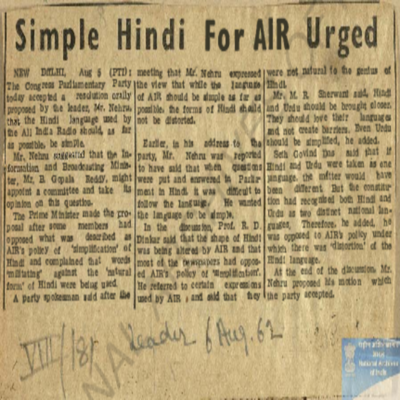 Simple Hindi For AIR Urged
NEW DELHI, Aug 5 (PTI):
The Congress Parliamentary Party
today accepted a resolution orally
proposed by the leader, Mr. Nehru,
that the Hindi language used by
the All India Radio should, as far
as possible, be simple.
Mr. Nehru suggested that the In-
formation and Broadcasting Minis-
ter, Mr. B. Gopala Reddy, might
appoint a committee and take its
opinion on this question.
The Prime Minister made the pro-
posal after some members had
opposed what was described as
AIR's policy of "simplification" of
Hindi and complained that words
"militating" against the "natural
form" of Hindi were being used.
A party spokesman said after the
meeting that Mr. Nehru expressed
the view that while the language
of AIR should be simple as far as
possible, the forms of Hindi should
not be distorted.
Earlier, in his address to the
party, Mr. Nehru was reported
to have said that when questions
were put and answered in Parlia-
ment in Hindi, it was difficult to
follow the language. He wanted
the language to be simple.
In the discussion, Prof. R. D.
Dinkar said that the shape of Hindi
was being altered by AIR and that
most of the newspapers had oppos-
ed AIR's policy of "simplification".
He referred to certain expressions
used by AIR, and said that they
were not natural to the genius of
Hindi.
Mr. M. R. Sherwani said, Hindi
and Urdu should be brought closer.
They should love their languages
and not create barriers. Even Urdu
should be simplified, he added.
Seth Govind Das said that if
Hindi and Urdu were taken as one
language, the matter would have
been different. But the constitu-
tion had recognised both Hindi and
Urdu as two distinct national lan-
guages. Therefore, he added, he
was opposed to AIR's policy under
which there was 'distortion' of the
Hindi language.
At the end of the discussion, Mr.
Nehru proposed his motion which
the party accepted.
VIII/181 Leader 6 Aug. 62
राष्ट्रीय अभिलेखागार
भारत
National Archives
of India